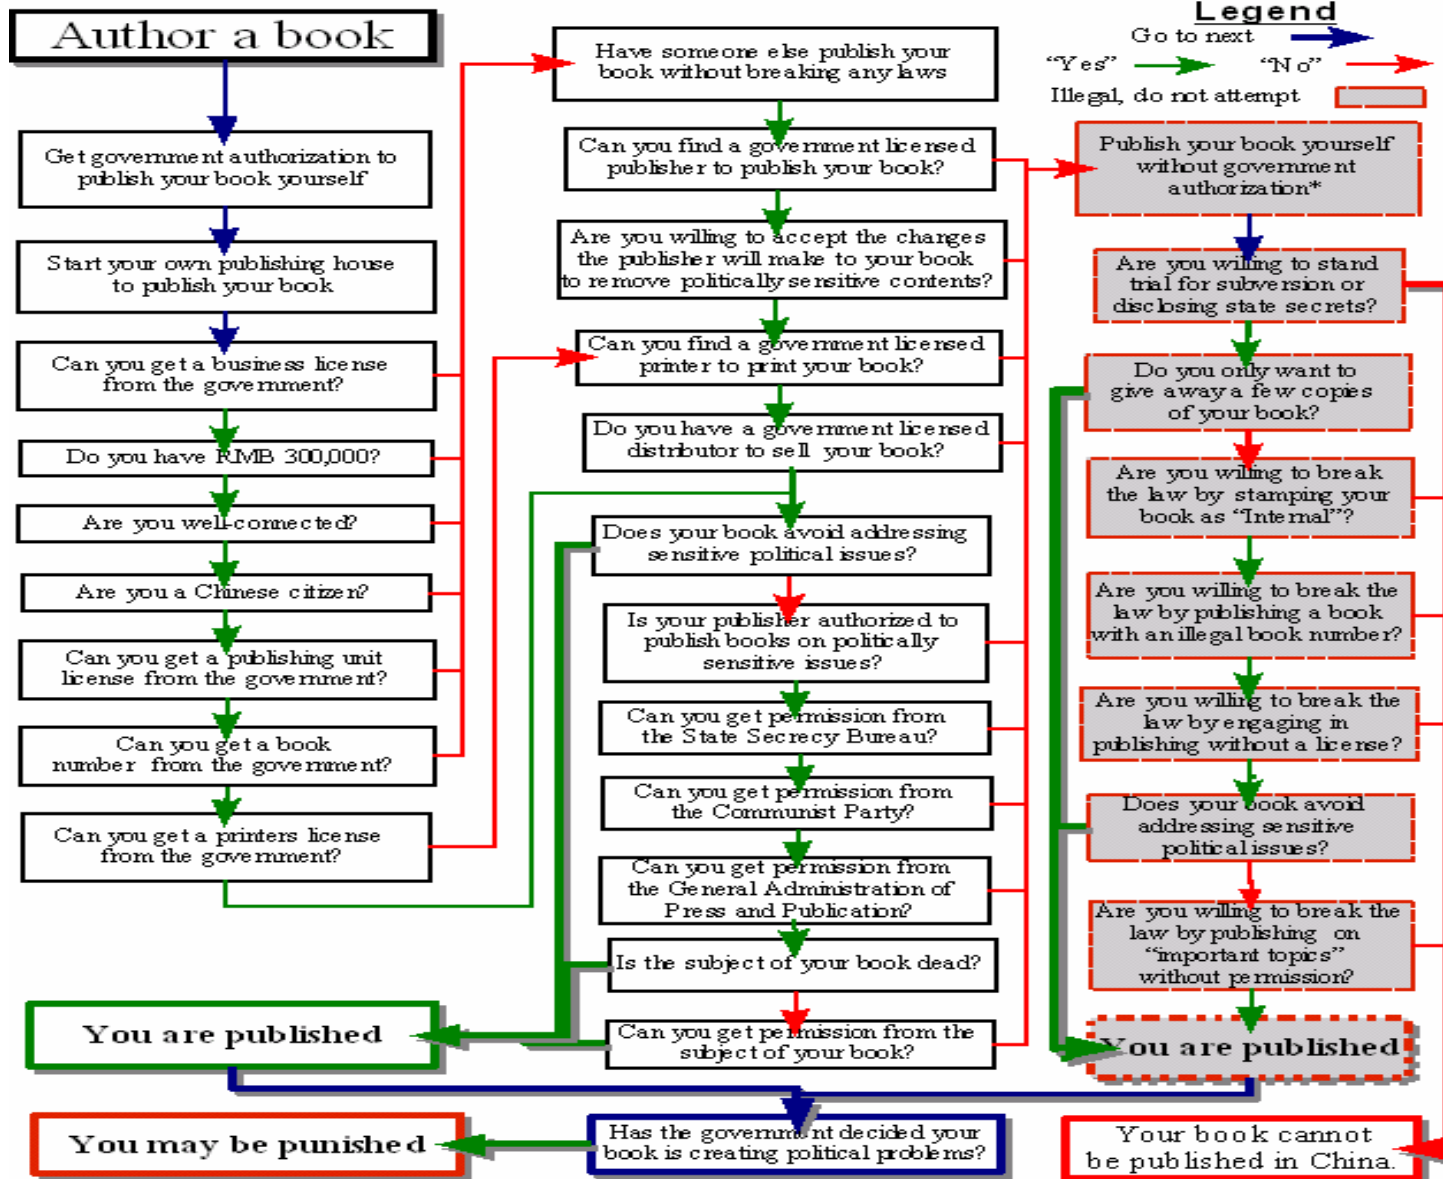 Author a book
Get government authorization to
publish your book yourself
Start your own publishing house
to publish your book
Can you get a business license
from the government?
Do you have RMB 300,000?
Are you well-connected?
Are you a Chinese citizen?
Can you get a publishing unit
license from the government?
Can you get a book
number from the government?
Can you get a printers license
from the government?
You are published
You may be punished
Have someone else publish your
book without breaking any laws
Can you find a government licensed
publisher to publish your book?
Are you willing to accept the changes
the publisher will make to your book
to remove politically sensitive contents?
Can you find a government licensed
printer to print your book?
Do you have a government licensed
distributor to sell your book?
Does your book avoid addressing
sensitive political issues?
Is your publisher authorized to
publish books on politically
sensitive issues?
Can you get permission from
the State Secrecy Bureau?
Can you get permission from
the Communist Party?
Can you get permission from
the General Administration of
Press and Publication?
Is the subject of your book dead?
Can you get permission from the
subject of your book?
Has the government decided your
book is creating political problems?
Legend
Go to next
"Yes" "No"
Illegal, do not attempt
Publish your book yourself
without government
authorization*
Are you willing to stand
trial for subversion or
disclosing state secrets?
Do you only want to
give away a few copies
of your book?
Are you willing to break
the law by stamping your
book as "Internal"?
Are you willing to break the
law by publishing a book
with an illegal book number?
Are you willing to break the
law by engaging in
publishing without a license?
Does your book avoid
addressing sensitive
political issues?
Are you willing to break the
law by publishing on
"important topics"
without permission?
You are published
Your book cannot
be published in China.